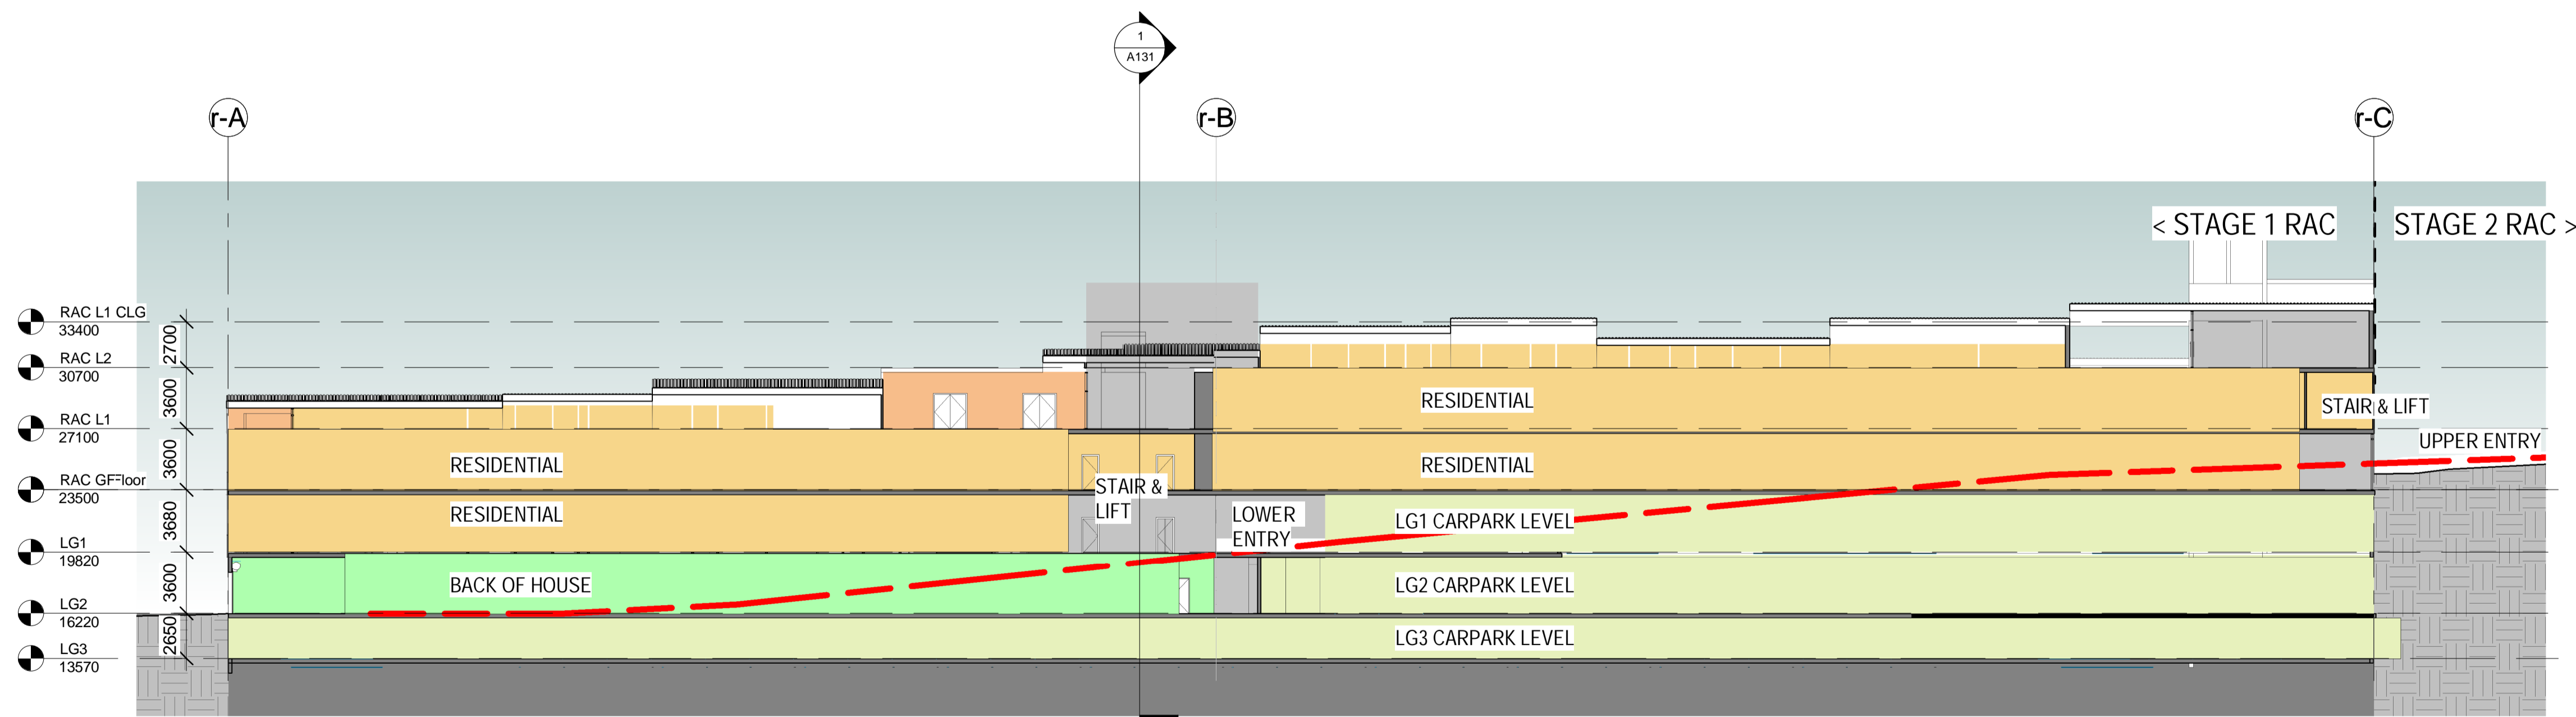 1
A131
r-A
r-B
r-C
< STAGE 1 RAC
STAGE 2 RAC >
RAC L1 CLG
33400
2700
RAC L2
30700
3600
RAC L1
27100
3600
RAC GFloor
23500
3680
LG1
19820
3600
LG2
16220
2650
LG3
13570
RESIDENTIAL
STAIR & LIFT
UPPER ENTRY
RESIDENTIAL
RESIDENTIAL
STAIR &
LIFT
RESIDENTIAL
LOWER
ENTRY
LG1 CARPARK LEVEL
BACK OF HOUSE
LG2 CARPARK LEVEL
LG3 CARPARK LEVEL